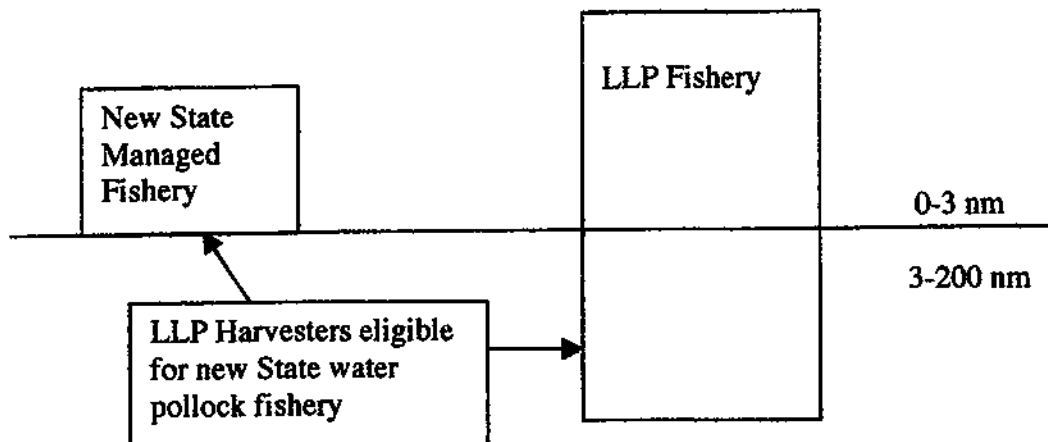 New State
Managed
Fishery
LLP Fishery
0-3 nm
3-200 nm
LLP Harvesters eligible
for new State water
pollock fishery